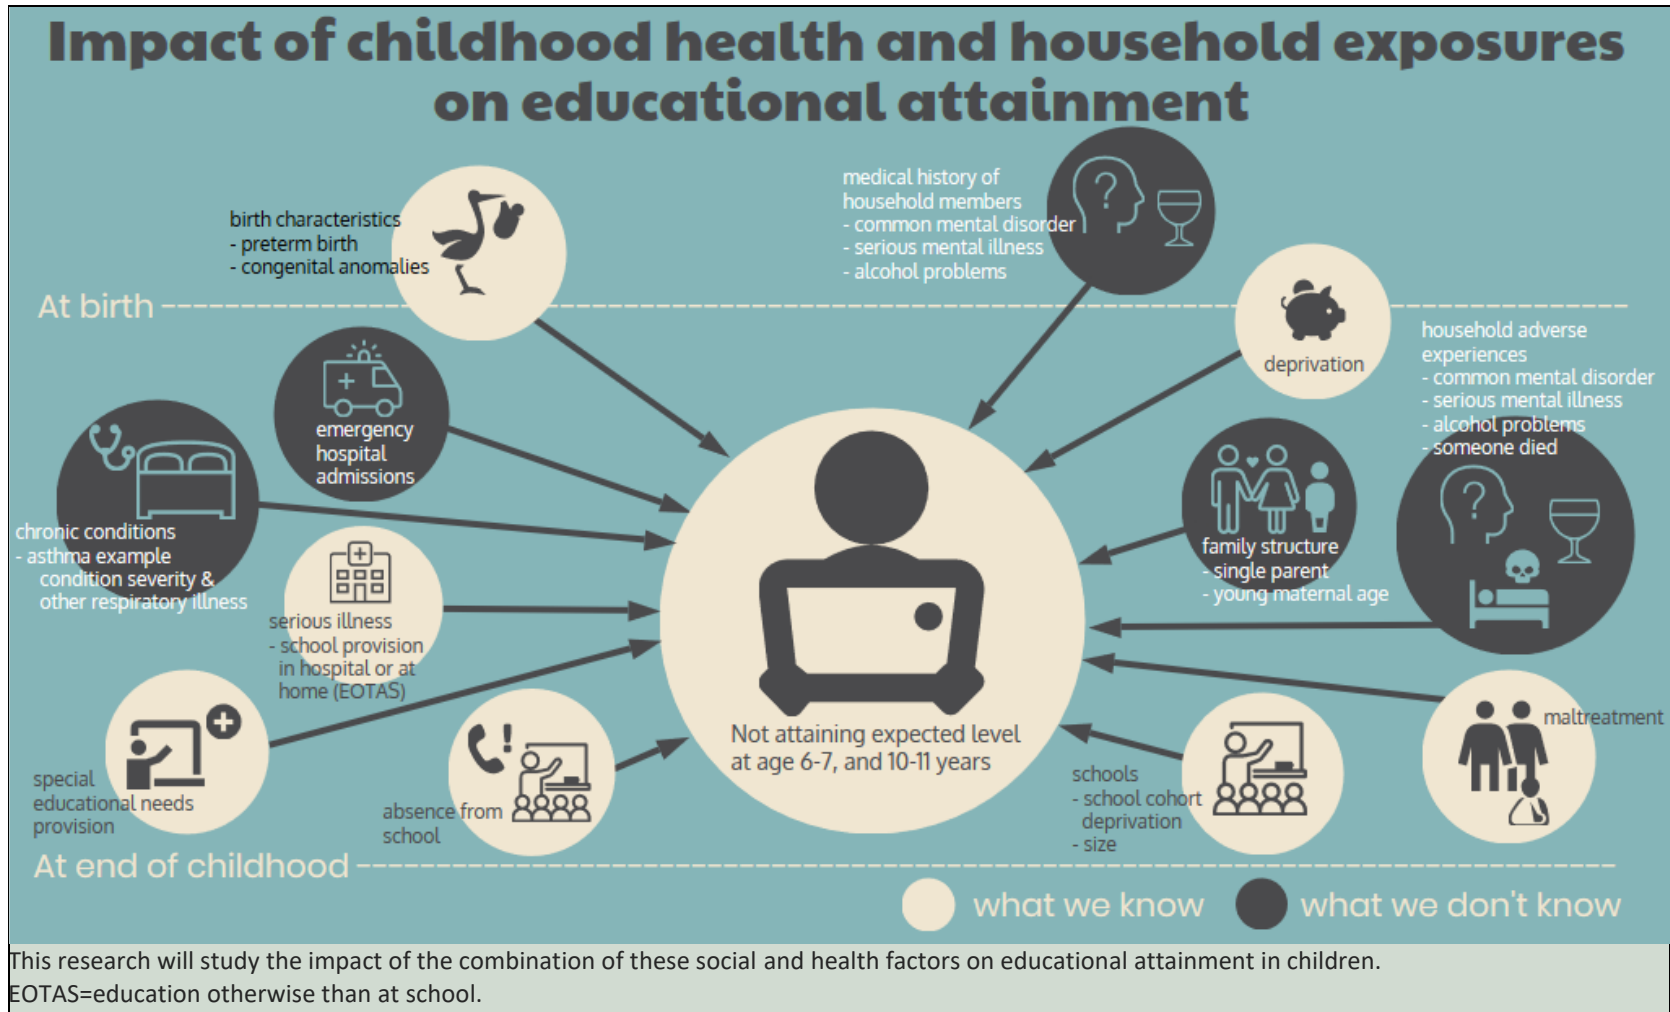 Impact of childhood health and household exposures
on educational attainment
birth characteristics
- preterm birth
- congenital anomalies
medical history of
household members
- common mental disorder
- serious mental illness
- alcohol problems
At birth
deprivation
household adverse
experiences
- common mental disorder
- serious mental illness
- alcohol problems
- someone died
emergency
hospital
admissions
chronic conditions
- asthma example
condition severity &
other respiratory illness
family structure
- single parent
- young maternal age
serious illness
- school provision
in hospital or at
home (EOTAS)
special
educational needs
provision
absence from
school
Not attaining expected level
at age 6-7, and 10-11 years
schools
- school cohort
deprivation
- size
maltreatment
At end of childhood
what we know
what we don't know
This research will study the impact of the combination of these social and health factors on educational attainment in children.
EOTAS=education otherwise than at school.